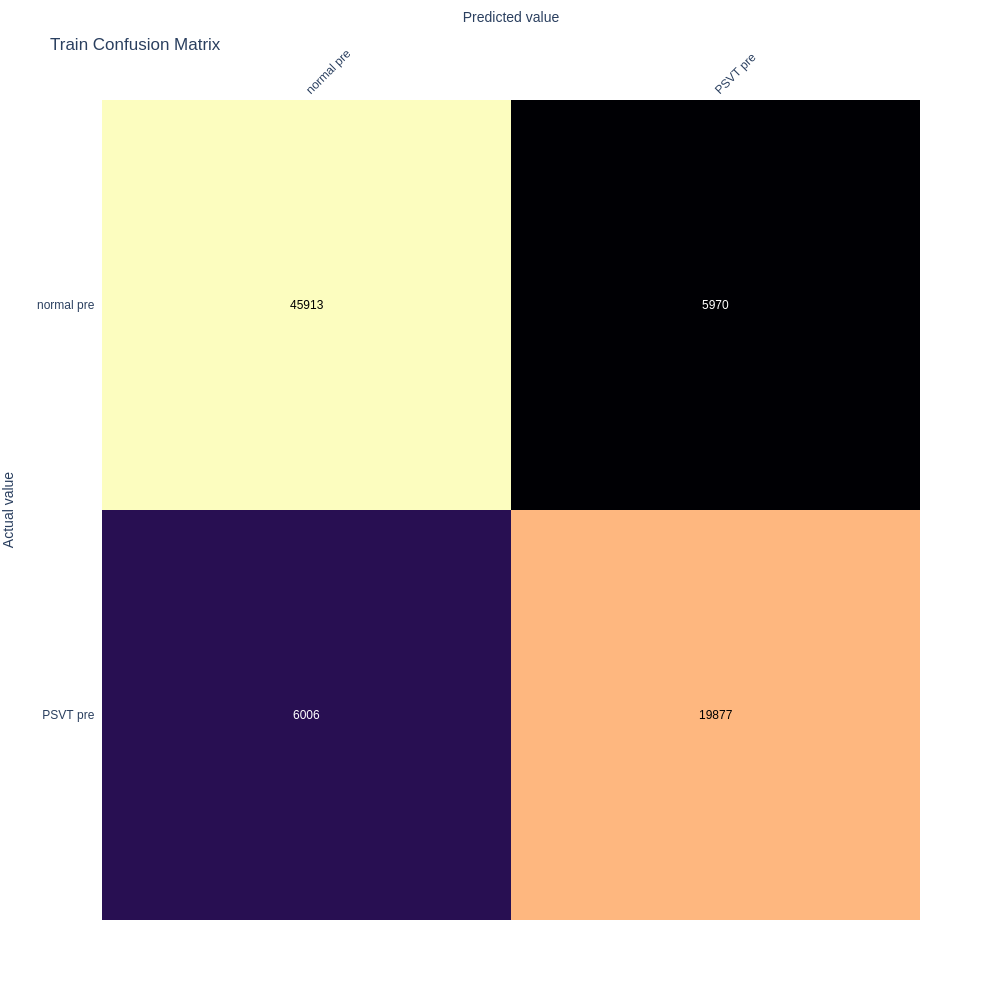 Predicted value
Train Confusion Matrix
normal pre
PSVT pre
normal pre
45913
5970
Actual value
PSVT pre
6006
19877